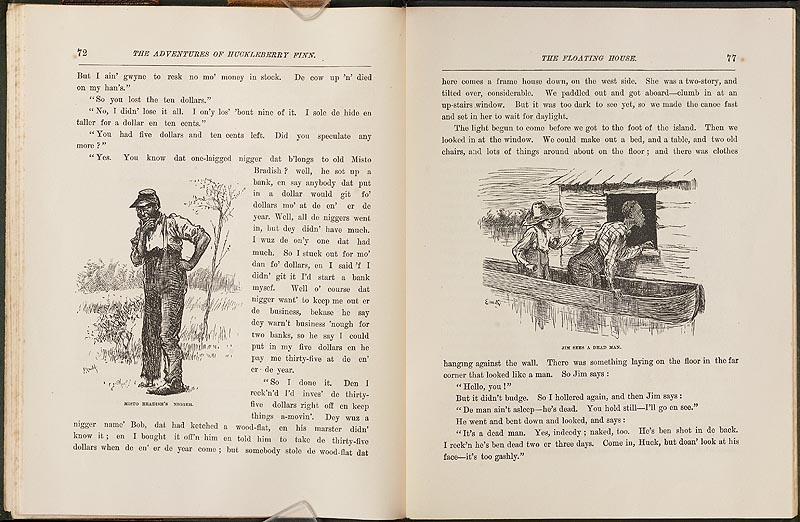 72
THE ADVENTURES OF HUCKLEBERRY FINN.
But I ain' gwyne to resk no mo' money in stock. De cow up 'n' died
on my han's."
"So you lost the ten dollars."
"No, I didn' lose it all. I on'y los' 'bout nine of it. I sole de hide en
taller for a dollar en ten cents."
"You had five dollars and ten cents left. Did you speculate any
more?"
"Yes. You know dat one-laigged nigger dat b'longs to old Misto
Bradish? well, he sot up a
bank, en say anybody dat put
in a dollar would git fo'
dollars mo' at de en' er de
year. Well, all de niggers went
in, but dey didn' have much.
I wuz de on'y one dat had
much. So I stuck out for mo'
dan fo' dollars, en I said 'f I
didn' git it I'd start a bank
mysef. Well o' course dat
nigger want' to keep me out er
de business, bekase he say
dey warn't business 'nough for
two banks, so he say I could
put in my five dollars en he
pay me thirty-five at de en'
er de year.
"So I done it. Den I
reck'n'd I'd inves' de thirty-
five dollars right off en keep
things a-movin'. Dey wuz a
nigger name' Bob, dat had ketched a wood-flat, en his marster didn'
know it; en I bought it off'n him en told him to take de thirty-five
dollars when de en' er de year come; but somebody stole de wood-flat dat
MISTO BRADISH'S NIGGER.
THE FLOATING HOUSE.
77
here comes a frame house down, on the west side. She was a two-story, and
tilted over, considerable. We paddled out and got aboard—clumb in at an
up-stairs window. But it was too dark to see yet, so we made the canoe fast
and set in her to wait for daylight.
The light begun to come before we got to the foot of the island. Then we
looked in at the window. We could make out a bed, and a table, and two old
chairs, and lots of things around about on the floor; and there was clothes
JIM SEES A DEAD MAN.
hanging against the wall. There was something laying on the floor in the far
corner that looked like a man. So Jim says:
"Hello, you!"
But it didn't budge. So I hollered again, and then Jim says:
"De man ain't asleep—he's dead. You hold still—I'll go en see."
He went and bent down and looked, and says:
"It's a dead man. Yes, indeedy; naked, too. He's ben shot in de back.
I reck'n he's ben dead two er three days. Come in, Huck, but doan' look at his
face—it's too gashly."